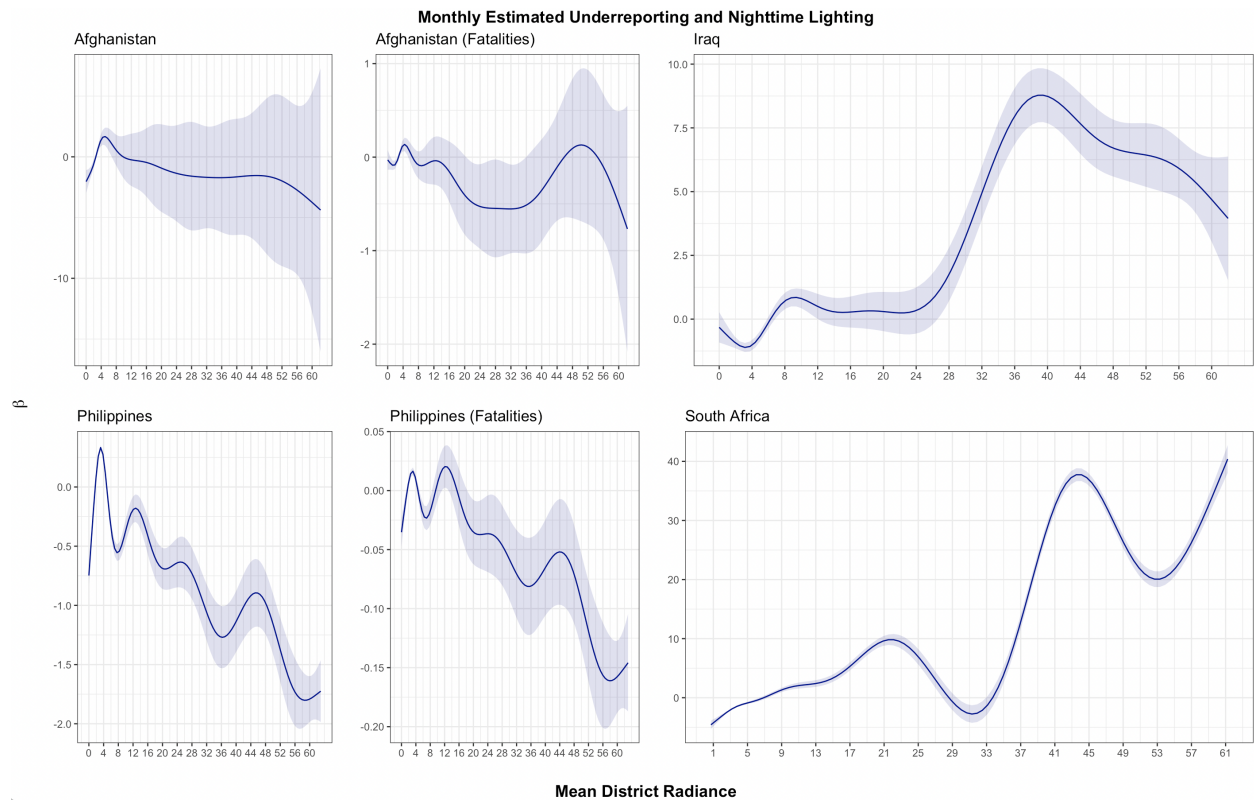 Monthly Estimated Underreporting and Nighttime Lighting
Afghanistan
Afghanistan (Fatalities)
Iraq
0
-10
0 4 8 12 16 20 24 28 32 36 40 44 48 52 56 60
1
0
-1
-2
0 4 8 12 16 20 24 28 32 36 40 44 48 52 56 60
10.0
7.5
5.0
2.5
0.0
0 4 8 12 16 20 24 28 32 36 40 44 48 52 56 60
β
Philippines
Philippines (Fatalities)
South Africa
0.0
-0.5
-1.0
-1.5
-2.0
0 4 8 12 16 20 24 28 32 36 40 44 48 52 56 60
0.05
0.00
-0.05
-0.10
-0.15
-0.20
0 4 8 12 16 20 24 28 32 36 40 44 48 52 56 60
40
30
20
10
0
1 5 9 13 17 21 25 29 33 37 41 45 49 53 57 61
Mean District Radiance